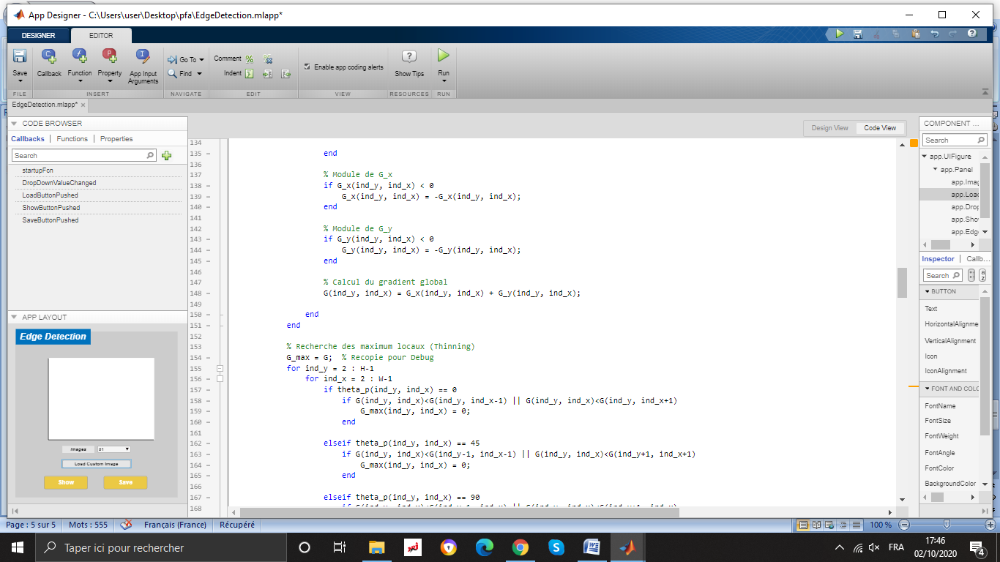 App Designer - C:\Users\user\Desktop\pfa\EdgeDetection.mlapp*
DESIGNER
EDITOR
Save
Callback
Function
Property
App Input
Arguments
Go To
Find
Comment
Indent
Enable app coding alerts
Show Tips
Run
FILE
INSERT
NAVIGATE
EDIT
VIEW
RESOURCES
RUN
EdgeDetection.mlapp*
CODE BROWSER
Callbacks
Functions
Properties
Search
startupFcn
DropDownValueChanged
LoadButtonPushed
ShowButtonPushed
SaveButtonPushed
APP LAYOUT
Edge Detection
Images
Load Custom Image
Show
Save
Design View
Code View
134
135 – end
136
137 % Module de G_x
138 – if G_x(ind_y, ind_x) < 0
139 – G_x(ind_y, ind_x) = -G_x(ind_y, ind_x);
140 – end
141
142 % Module de G_y
143 – if G_y(ind_y, ind_x) < 0
144 – G_y(ind_y, ind_x) = -G_y(ind_y, ind_x);
145 – end
146
147 % Calcul du gradient global
148 – G(ind_y, ind_x) = G_x(ind_y, ind_x) + G_y(ind_y, ind_x);
149
150 – end
151 – end
152
153 % Recherche des maximum locaux (Thinning)
154 – G_max = G; % Recopie pour Debug
155 – for ind_y = 2 : H-1
156 – for ind_x = 2 : W-1
157 – if theta_p(ind_y, ind_x) == 0
158 – if G(ind_y, ind_x)<G(ind_y, ind_x-1) || G(ind_y, ind_x)<G(ind_y, ind_x+1)
159 – G_max(ind_y, ind_x) = 0;
160 – end
161
162 – elseif theta_p(ind_y, ind_x) == 45
163 – if G(ind_y, ind_x)<G(ind_y-1, ind_x-1) || G(ind_y, ind_x)<G(ind_y+1, ind_x+1)
164 – G_max(ind_y, ind_x) = 0;
165 – end
166
167 – elseif theta_p(ind_y, ind_x) == 90
168
COMPONENT ...
Search
app.UIFigure
app.Panel
app.Imag
app.Load
app.Drop
app.Sho
app.Edge
Inspector
Callb...
Search
BUTTON
Text
HorizontalAlignme
VerticalAlignment
Icon
IconAlignment
FONT AND COLO
FontName
FontSize
FontWeight
FontAngle
FontColor
BackgroundColor
Page : 5 sur 5
Mots : 555
Français (France)
Récupéré
100 %
Taper ici pour rechercher
FRA
17:46
02/10/2020
4